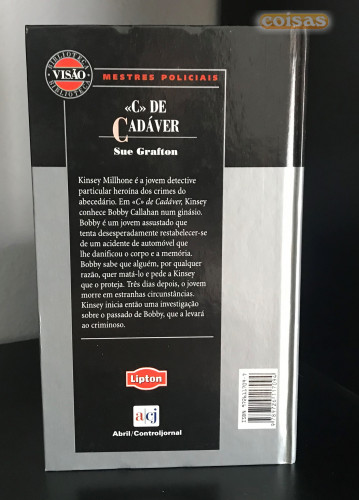 coisas
BIBLIOTECA
VISÃO
BIBLIOTECA
MESTRES POLICIAIS
«C» DE
CADÁVER
Sue Grafton
Kinsey Millhone é a jovem detective
particular heroína dos crimes do
abecedário. Em «C» de Cadáver, Kinsey
conhece Bobby Callahan num ginásio.
Bobby é um jovem assustado que
tenta desesperadamente restabelecer-se
de um acidente de automóvel que
lhe danificou o corpo e a memória.
Bobby sabe que alguém, por qualquer
razão, quer matá-lo e pede a Kinsey
que o proteja. Três dias depois, o jovem
morre em estranhas circunstâncias.
Kinsey inicia então uma investigação
sobre o passado de Bobby, que a levará
ao criminoso.
Lipton
a/cj
Abril/Controljornal